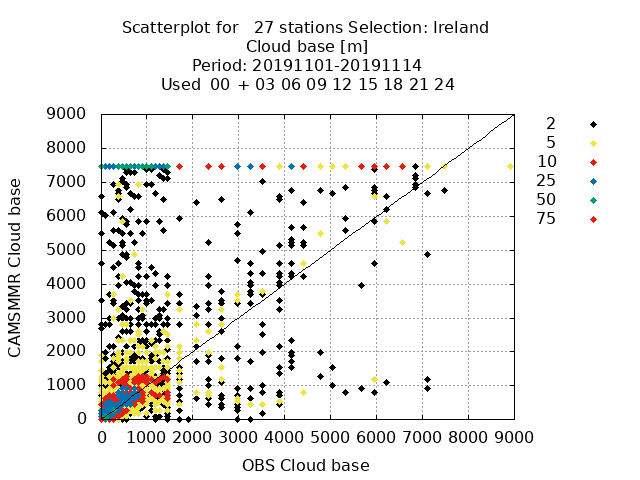 Scatterplot for   27 stations Selection: Ireland
Cloud base [m]
Period: 20191101-20191114
Used  00  + 03 06 09 12 15 18 21 24
9000
8000
7000
6000
5000
4000
3000
2000
1000
0
CAMSMMR Cloud base
0 1000 2000 3000 4000 5000 6000 7000 8000 9000
OBS Cloud base
2
5
10
25
50
75